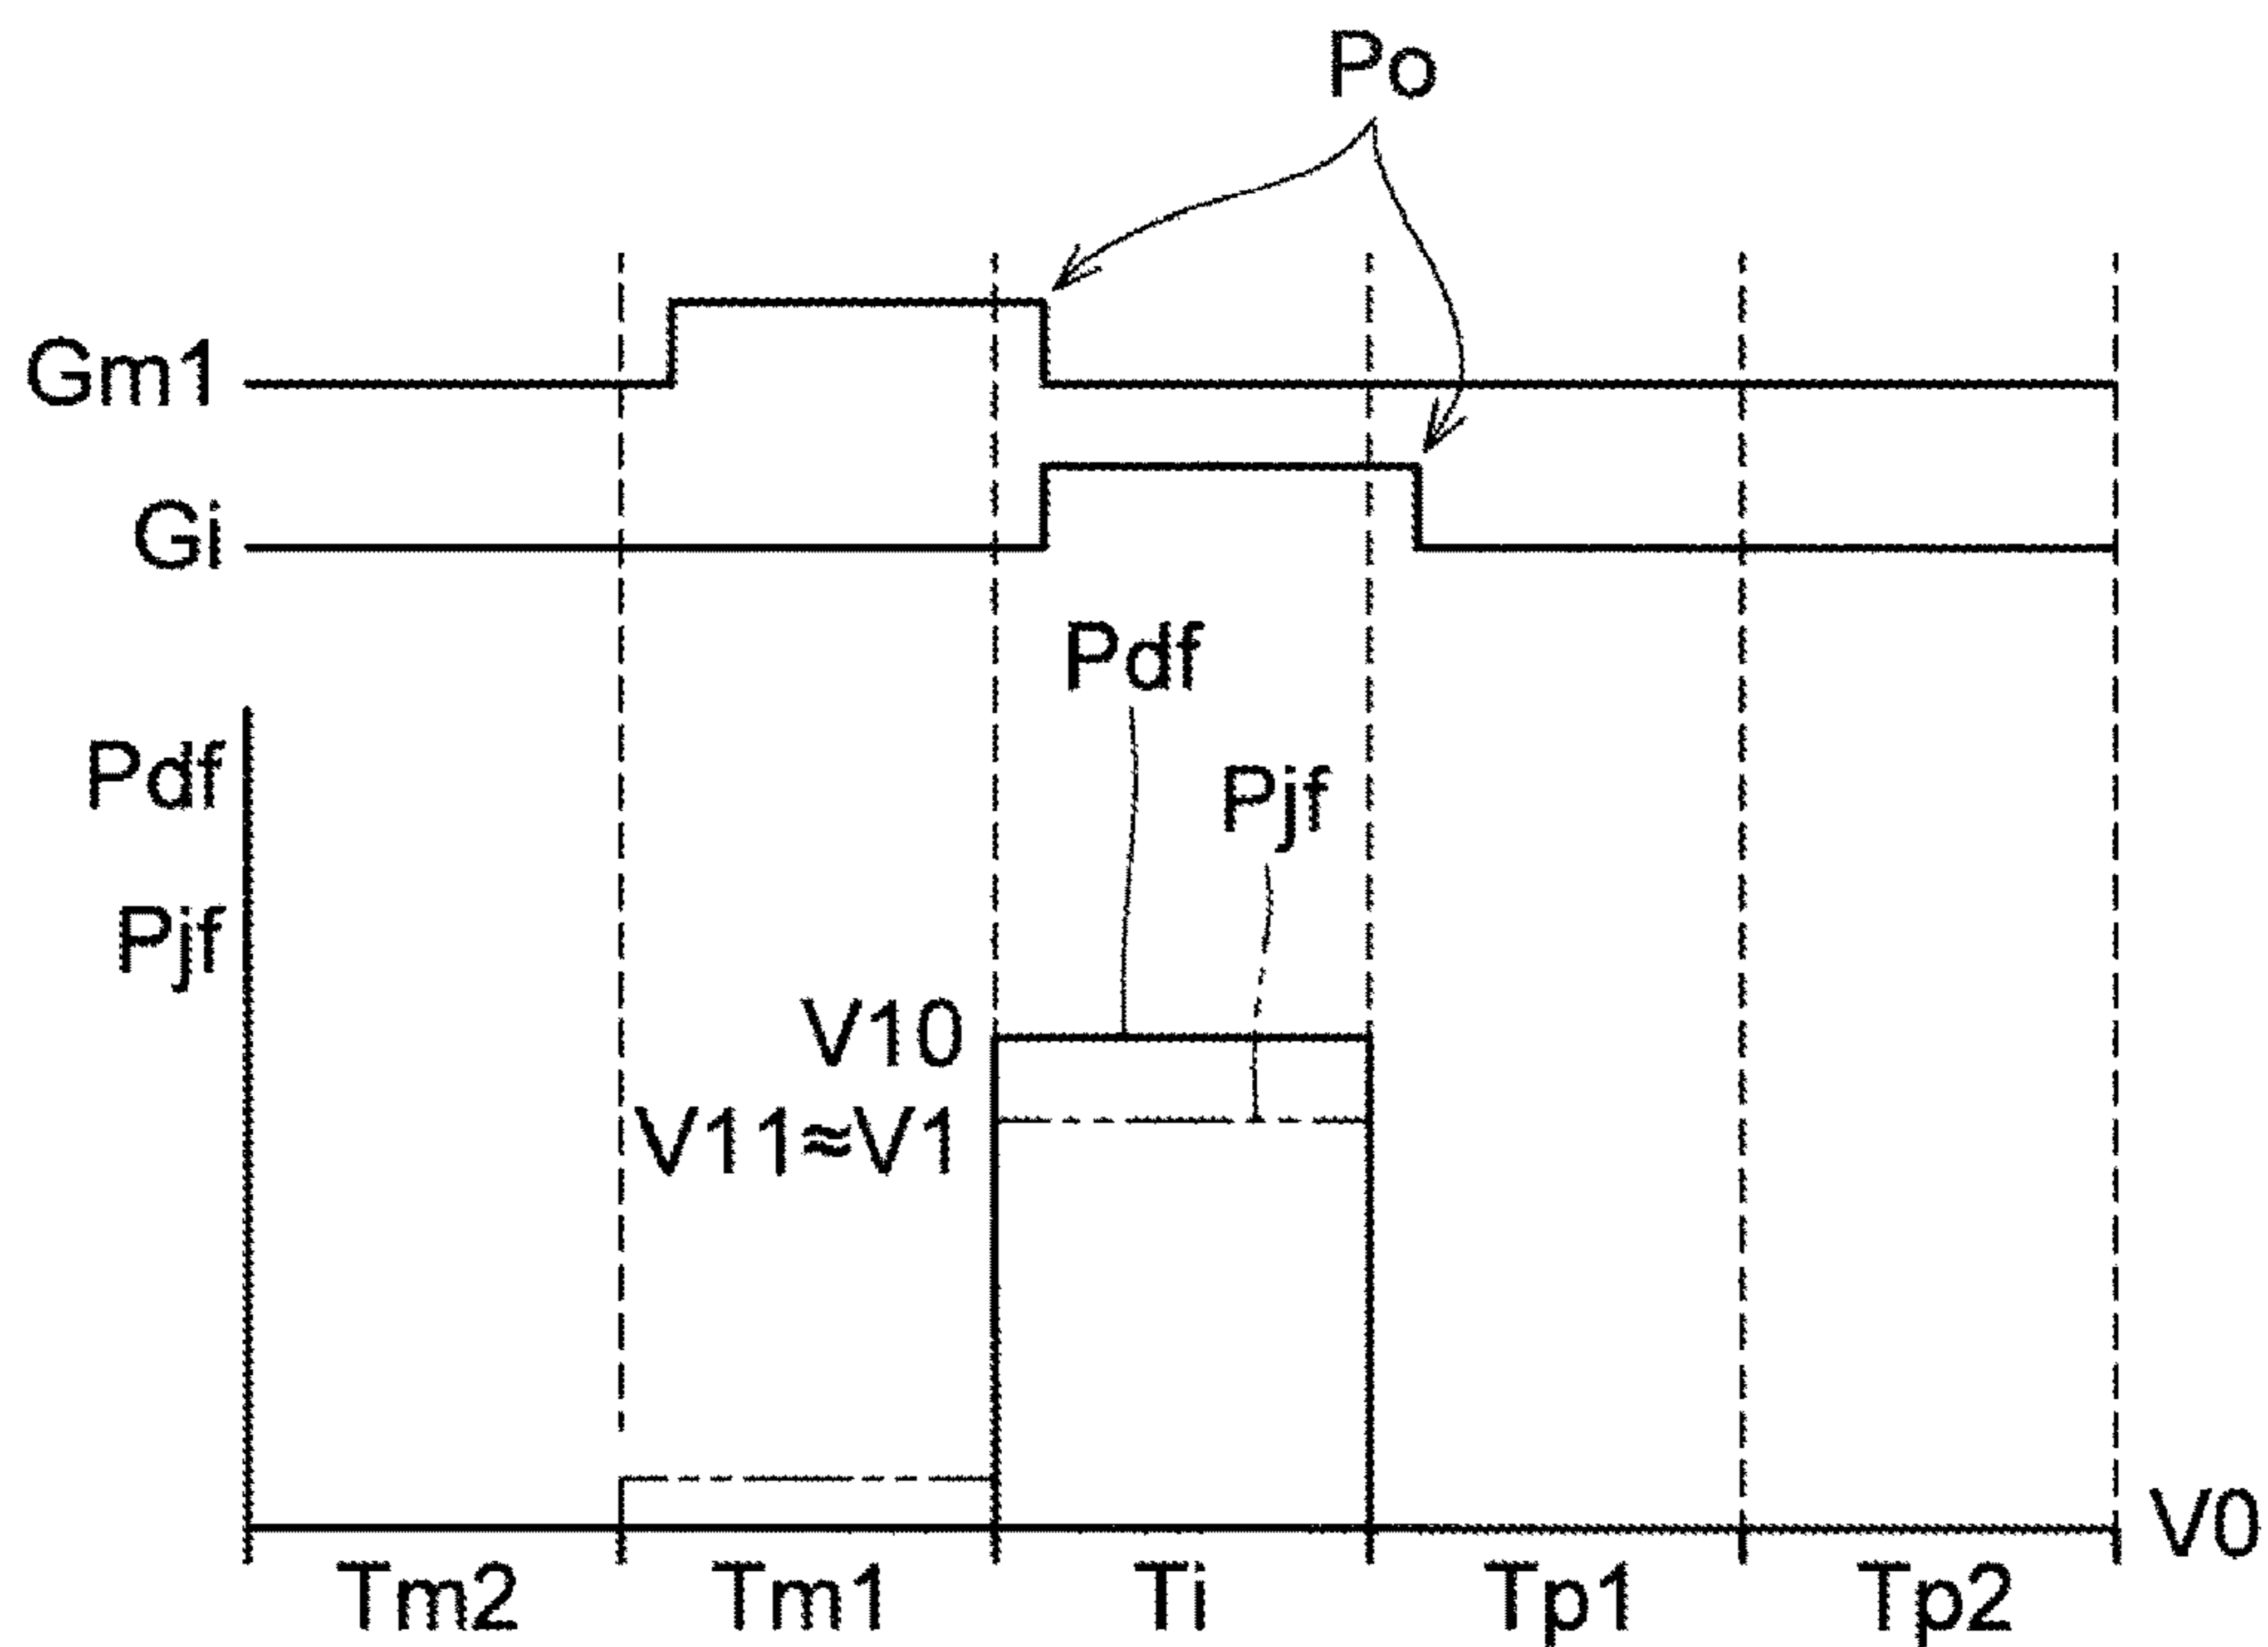 Po
Gm1
Gi
Pdf
Pdf
Pjf
Pjf
V10
V11≈V1
V0
Tm2 Tm1 Ti Tp1 Tp2